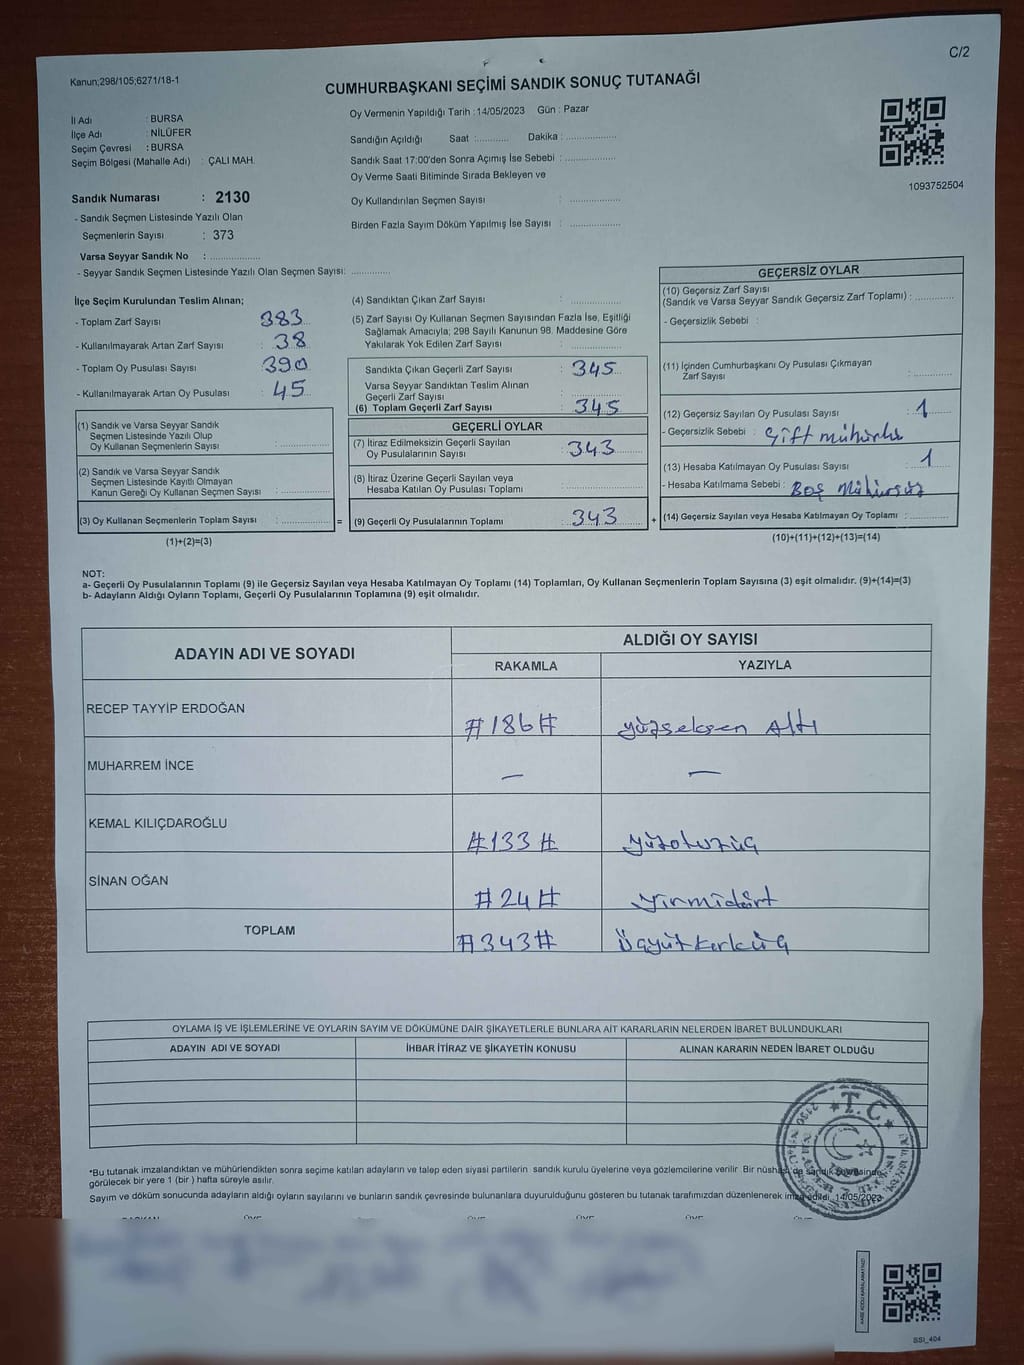 C/2
Kanun;298/105;6271/18-1
CUMHURBAŞKANI SEÇİMİ SANDIK SONUÇ TUTANAĞI
İl Adı : BURSA
İlçe Adı : NİLÜFER
Seçim Çevresi : BURSA
Seçim Bölgesi (Mahalle Adı) : ÇALI MAH.
Oy Vermenin Yapıldığı Tarih : 14/05/2023 Gün : Pazar
Sandığın Açıldığı Saat :........... Dakika : ...............
Sandık Saat 17:00'den Sonra Açımış İse Sebebi : ...............
Oy Verme Saati Bitiminde Sırada Bekleyen ve
Oy Kullandırılan Seçmen Sayısı : ...............
Birden Fazla Sayım Döküm Yapılmış İse Sayısı : ...............
1093752504
Sandık Numarası : 2130
- Sandık Seçmen Listesinde Yazılı Olan
Seçmenlerin Sayısı : 373
Varsa Seyyar Sandık No : ...............
- Seyyar Sandık Seçmen Listesinde Yazılı Olan Seçmen Sayısı: ............
İlçe Seçim Kurulundan Teslim Alınan;
- Toplam Zarf Sayısı : 383
- Kullanılmayarak Artan Zarf Sayısı : 38
- Toplam Oy Pusulası Sayısı : 390
- Kullanılmayarak Artan Oy Pusulası : 45
(1) Sandık ve Varsa Seyyar Sandık
Seçmen Listesinde Yazılı Olup
Oy Kullanan Seçmenlerin Sayısı : ...............
(2) Sandık ve Varsa Seyyar Sandık
Seçmen Listesinde Kayıtlı Olmayan
Kanun Gereği Oy Kullanan Seçmen Sayısı : ...............
(3) Oy Kullanan Seçmenlerin Toplam Sayısı : ...............
(1)+(2)=(3)
(4) Sandıktan Çıkan Zarf Sayısı : ...............
(5) Zarf Sayısı Oy Kullanan Seçmen Sayısından Fazla İse, Eşitliği
Sağlamak Amacıyla; 298 Sayılı Kanunun 98. Maddesine Göre
Yakılarak Yok Edilen Zarf Sayısı : ...............
Sandıkta Çıkan Geçerli Zarf Sayısı : 345
Varsa Seyyar Sandıktan Teslim Alınan
Geçerli Zarf Sayısı : ...............
(6) Toplam Geçerli Zarf Sayısı : 345
GEÇERLİ OYLAR
(7) İtiraz Edilmeksizin Geçerli Sayılan
Oy Pusulalarının Sayısı : 343
(8) İtiraz Üzerine Geçerli Sayılan veya
Hesaba Katılan Oy Pusulası Toplamı : ...............
= (9) Geçerli Oy Pusulalarının Toplamı : 343 +
GEÇERSİZ OYLAR
(10) Geçersiz Zarf Sayısı
(Sandık ve Varsa Seyyar Sandık Geçersiz Zarf Toplamı) : ............
- Geçersizlik Sebebi :
(11) İçinden Cumhurbaşkanı Oy Pusulası Çıkmayan
Zarf Sayısı : ............
(12) Geçersiz Sayılan Oy Pusulası Sayısı : 1
- Geçersizlik Sebebi : Çift mühürlü
(13) Hesaba Katılmayan Oy Pusulası Sayısı : 1
- Hesaba Katılmama Sebebi : Boş Mühürsüz
(14) Geçersiz Sayılan veya Hesaba Katılmayan Oy Toplamı : ............
(10)+(11)+(12)+(13)=(14)
NOT:
a- Geçerli Oy Pusulalarının Toplamı (9) ile Geçersiz Sayılan veya Hesaba Katılmayan Oy Toplamı (14) Toplamları, Oy Kullanan Seçmenlerin Toplam Sayısına (3) eşit olmalıdır. (9)+(14)=(3)
b- Adayların Aldığı Oyların Toplamı, Geçerli Oy Pusulalarının Toplamına (9) eşit olmalıdır.
ADAYIN ADI VE SOYADI ALDIĞI OY SAYISI
RAKAMLA YAZIYLA
RECEP TAYYİP ERDOĞAN #186# yüzseksen Altı
MUHARREM İNCE — —
KEMAL KILIÇDAROĞLU #133# yüzotuzüç
SİNAN OĞAN #24# yirmidört
TOPLAM #343# Üçyüzkırküç
OYLAMA İŞ VE İŞLEMLERİNE VE OYLARIN SAYIM VE DÖKÜMÜNE DAİR ŞİKAYETLERLE BUNLARA AİT KARARLARIN NELERDEN İBARET BULUNDUKLARI
ADAYIN ADI VE SOYADI İHBAR İTİRAZ VE ŞİKAYETİN KONUSU ALINAN KARARIN NEDEN İBARET OLDUĞU
T.C.
2130
*Bu tutanak imzalandıktan ve mühürlendikten sonra seçime katılan adayların ve talep eden siyasi partilerin sandık kurulu üyelerine veya gözlemcilerine verilir. Bir nüshası da sandık çevresinde
görülecek bir yere 1 (bir ) hafta süreyle asılır.
Sayım ve döküm sonucunda adayların aldığı oyların sayılarını ve bunların sandık çevresinde bulunanlara duyurulduğunu gösteren bu tutanak tarafımızdan düzenlenerek imza edildi. 14/05/2023
SSI_404